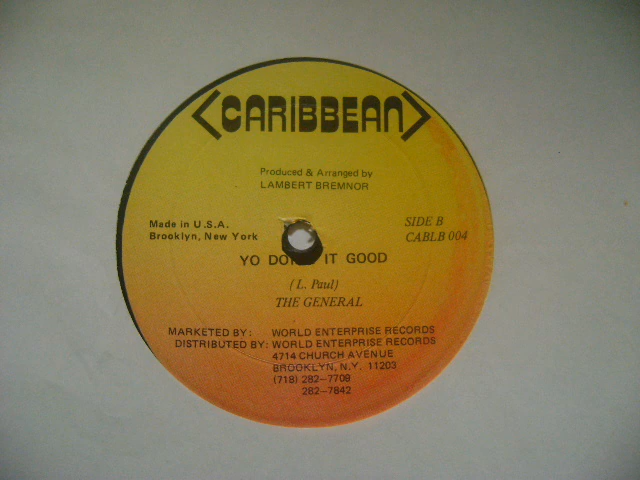 <CARIBBEAN>
Produced & Arranged by
LAMBERT BREMNOR
Made in U.S.A.
Brooklyn, New York
SIDE B
CABLB 004
YO IT GOOD
(L. Paul)
THE GENERAL
MARKETED BY: WORLD ENTERPRISE RECORDS
DISTRIBUTED BY: WORLD ENTERPRISE RECORDS
4714 CHURCH AVENUE
BROOKLYN, N.Y. 11203
(718) 282-7709
282-7842